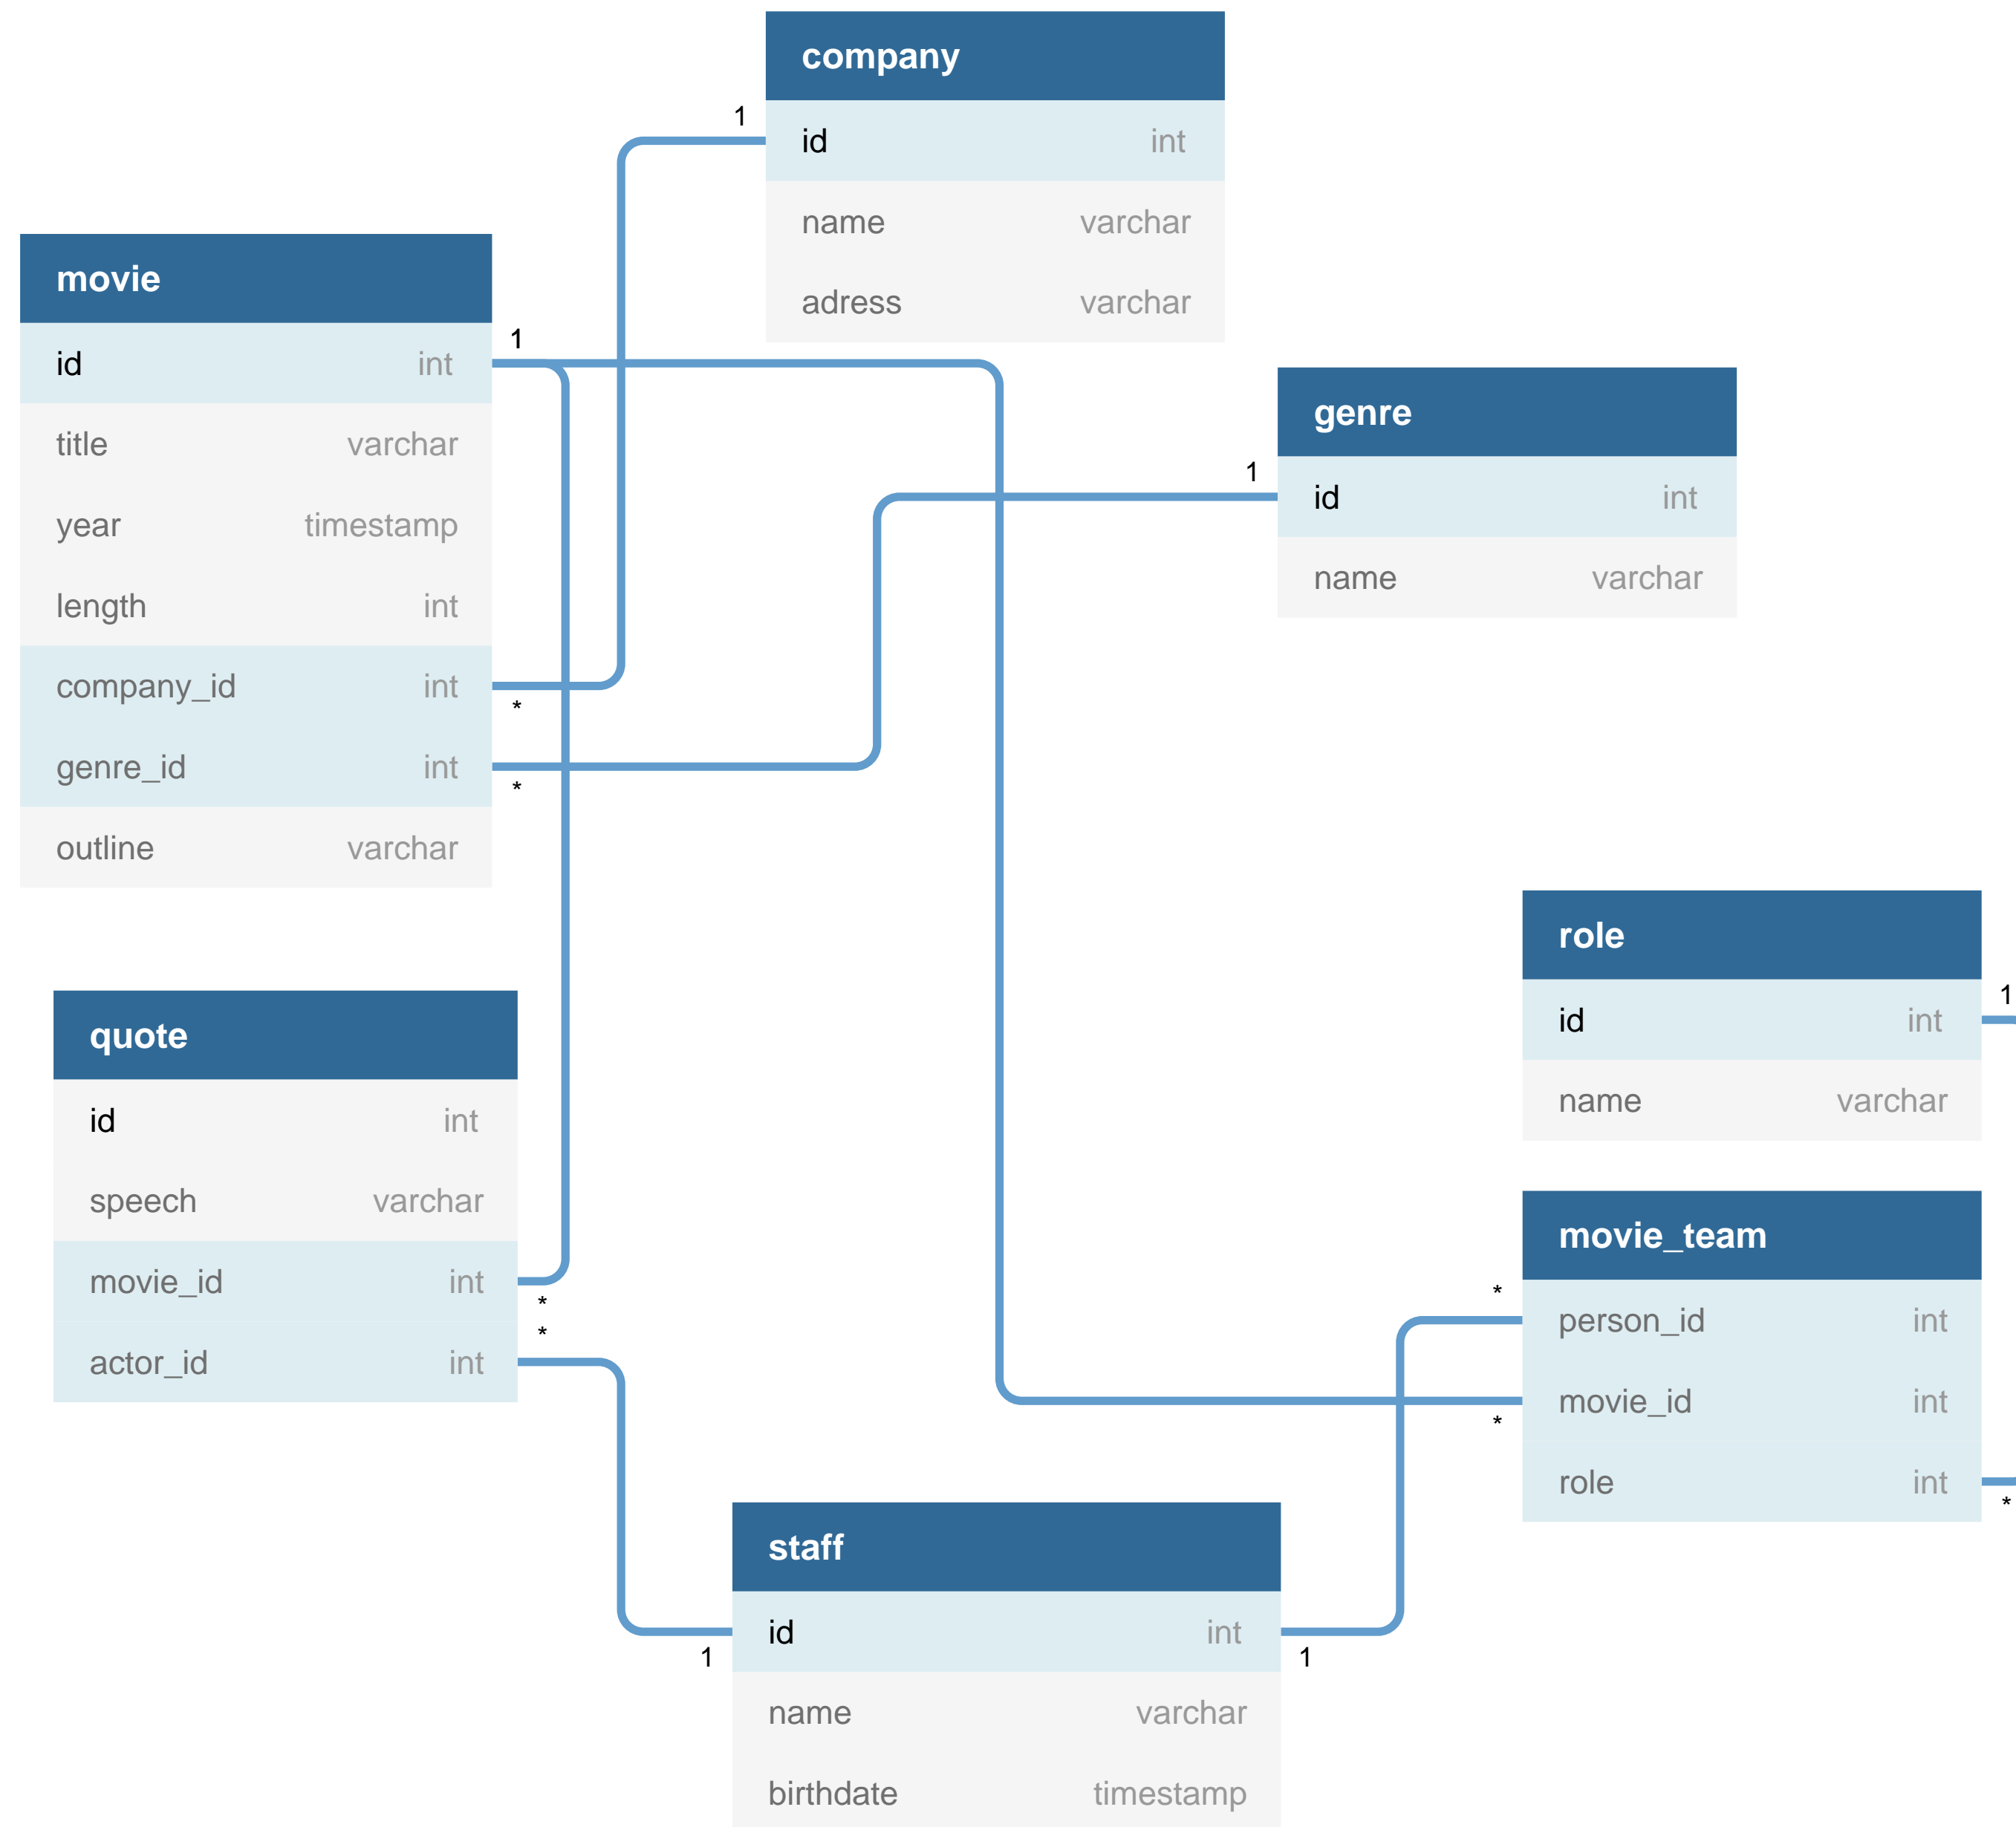 company
1
id int
name varchar
adress varchar
movie
1
id int
title varchar
year timestamp
length int
company_id int
*
genre_id int
*
outline varchar
genre
1
id int
name varchar
role
1
id int
name varchar
quote
id int
speech varchar
movie_id int
*
*
actor_id int
movie_team
*
person_id int
movie_id int
*
role int
*
staff
id int
1
1
name varchar
birthdate timestamp